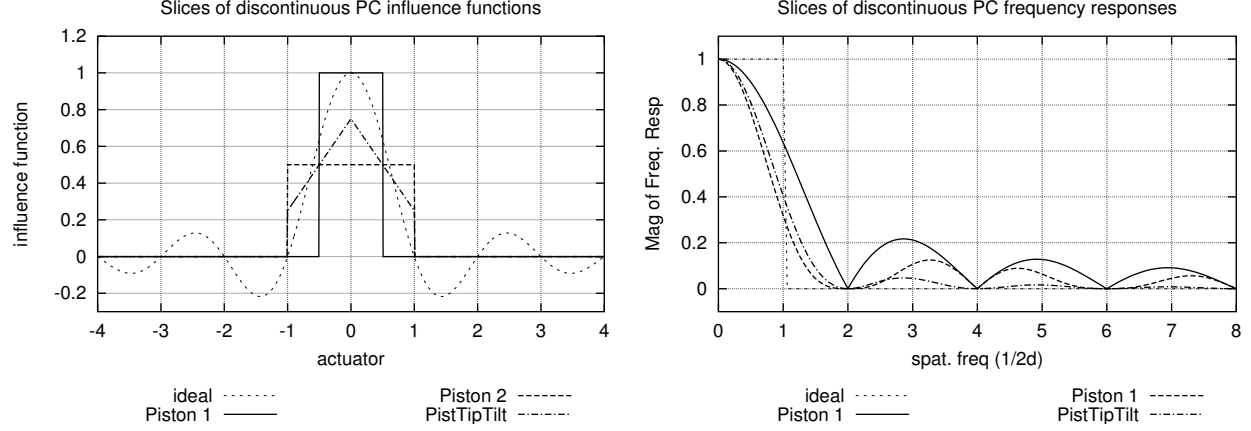 Slices of discontinuous PC influence functions
1.2
1
0.8
0.6
0.4
0.2
0
-0.2
influence function
-4 -3 -2 -1 0 1 2 3 4
actuator
ideal
Piston 1
Piston 2
PistTipTilt
Slices of discontinuous PC frequency responses
1
0.8
0.6
0.4
0.2
0
Mag of Freq. Resp
0 1 2 3 4 5 6 7 8
spat. freq (1/2d)
ideal
Piston 1
Piston 1
PistTipTilt